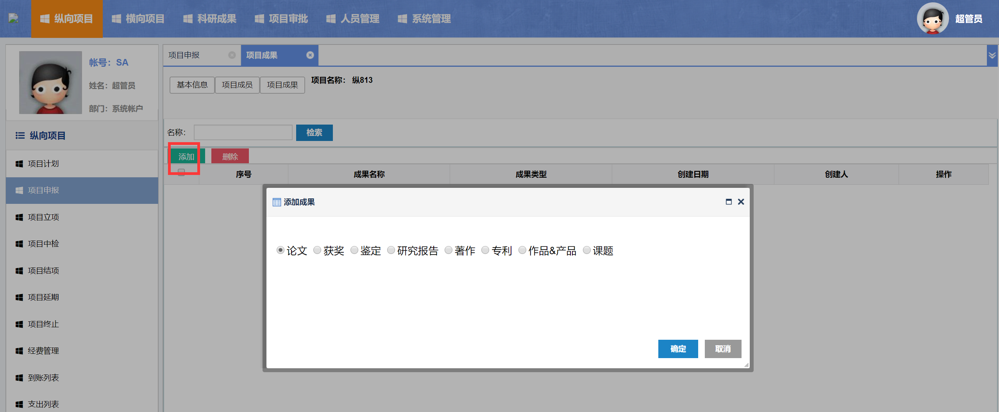 纵向项目 横向项目 科研成果 项目审批 人员管理 系统管理 超管员
帐号：SA
姓名：超管员
部门：系统帐户
纵向项目
项目计划
项目申报
项目立项
项目中检
项目结项
项目延期
项目终止
经费管理
到账列表
支出列表
项目申报 项目成果
基本信息 项目成员 项目成果 项目名称： 纵813
名称： 检索
添加 删除
序号 成果名称 成果类型 创建日期 创建人 操作
添加成果
论文 获奖 鉴定 研究报告 著作 专利 作品&产品 课题
确定 取消